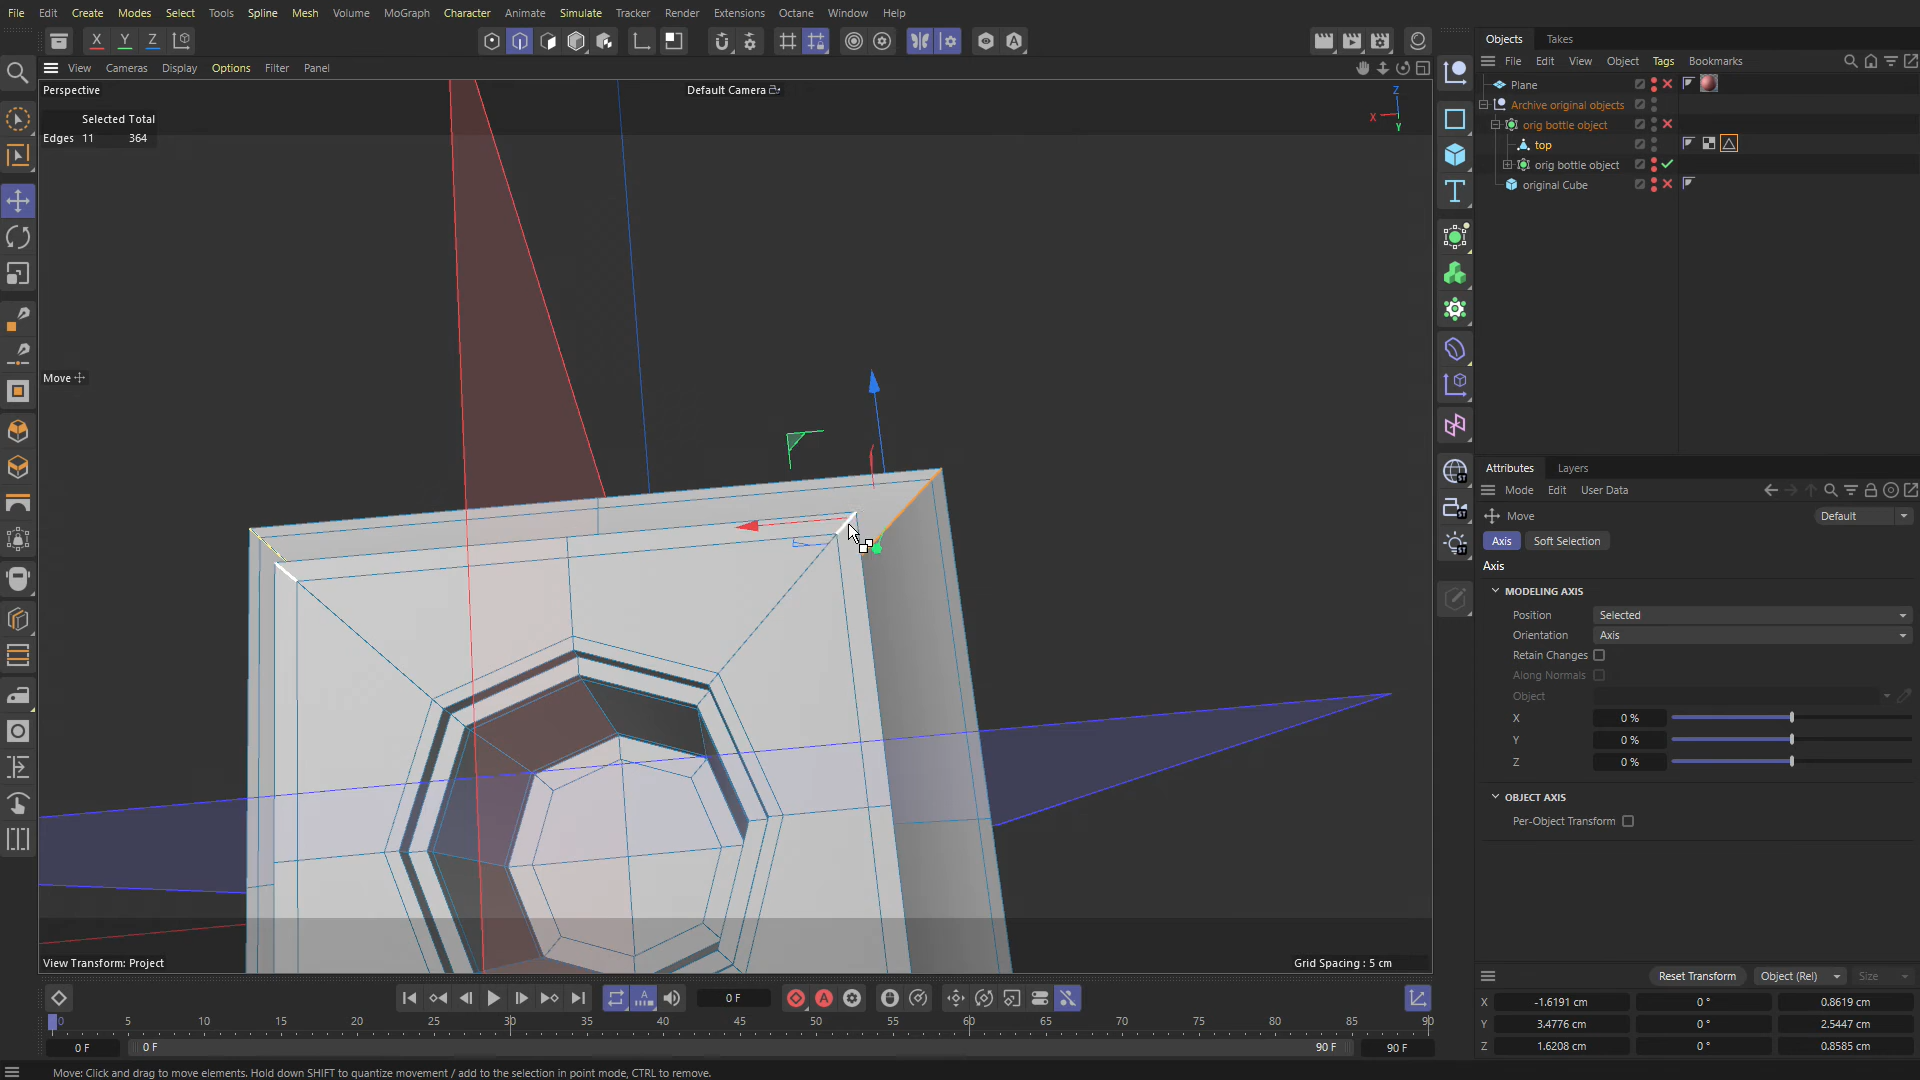 File Edit Create Modes Select Tools Spline Mesh Volume MoGraph Character Animate Simulate Tracker Render Extensions Octane Window Help
X Y Z
Objects Takes
View Cameras Display Options Filter Panel
File Edit View Object Tags Bookmarks
Perspective
Default Camera
Z
X
Y
Selected Total
Edges 11 364
Plane
Archive original objects
orig bottle object
top
orig bottle object
original Cube
Move
Attributes Layers
Mode Edit User Data
Move
Default
Axis Soft Selection
Axis
MODELING AXIS
Position Selected
Orientation Axis
Retain Changes
Along Normals
Object
X 0 %
Y 0 %
Z 0 %
OBJECT AXIS
Per-Object Transform
View Transform: Project
Grid Spacing : 5 cm
Reset Transform Object (Rel) Size
0 F
X -1.6191 cm 0 ° 0.8619 cm
Y 3.4776 cm 0 ° 2.5447 cm
Z 1.6208 cm 0 ° 0.8585 cm
0 5 10 15 20 25 30 35 40 45 50 55 60 65 70 75 80 85 90
0 F 0 F 90 F 90 F
Move: Click and drag to move elements. Hold down SHIFT to quantize movement / add to the selection in point mode, CTRL to remove.